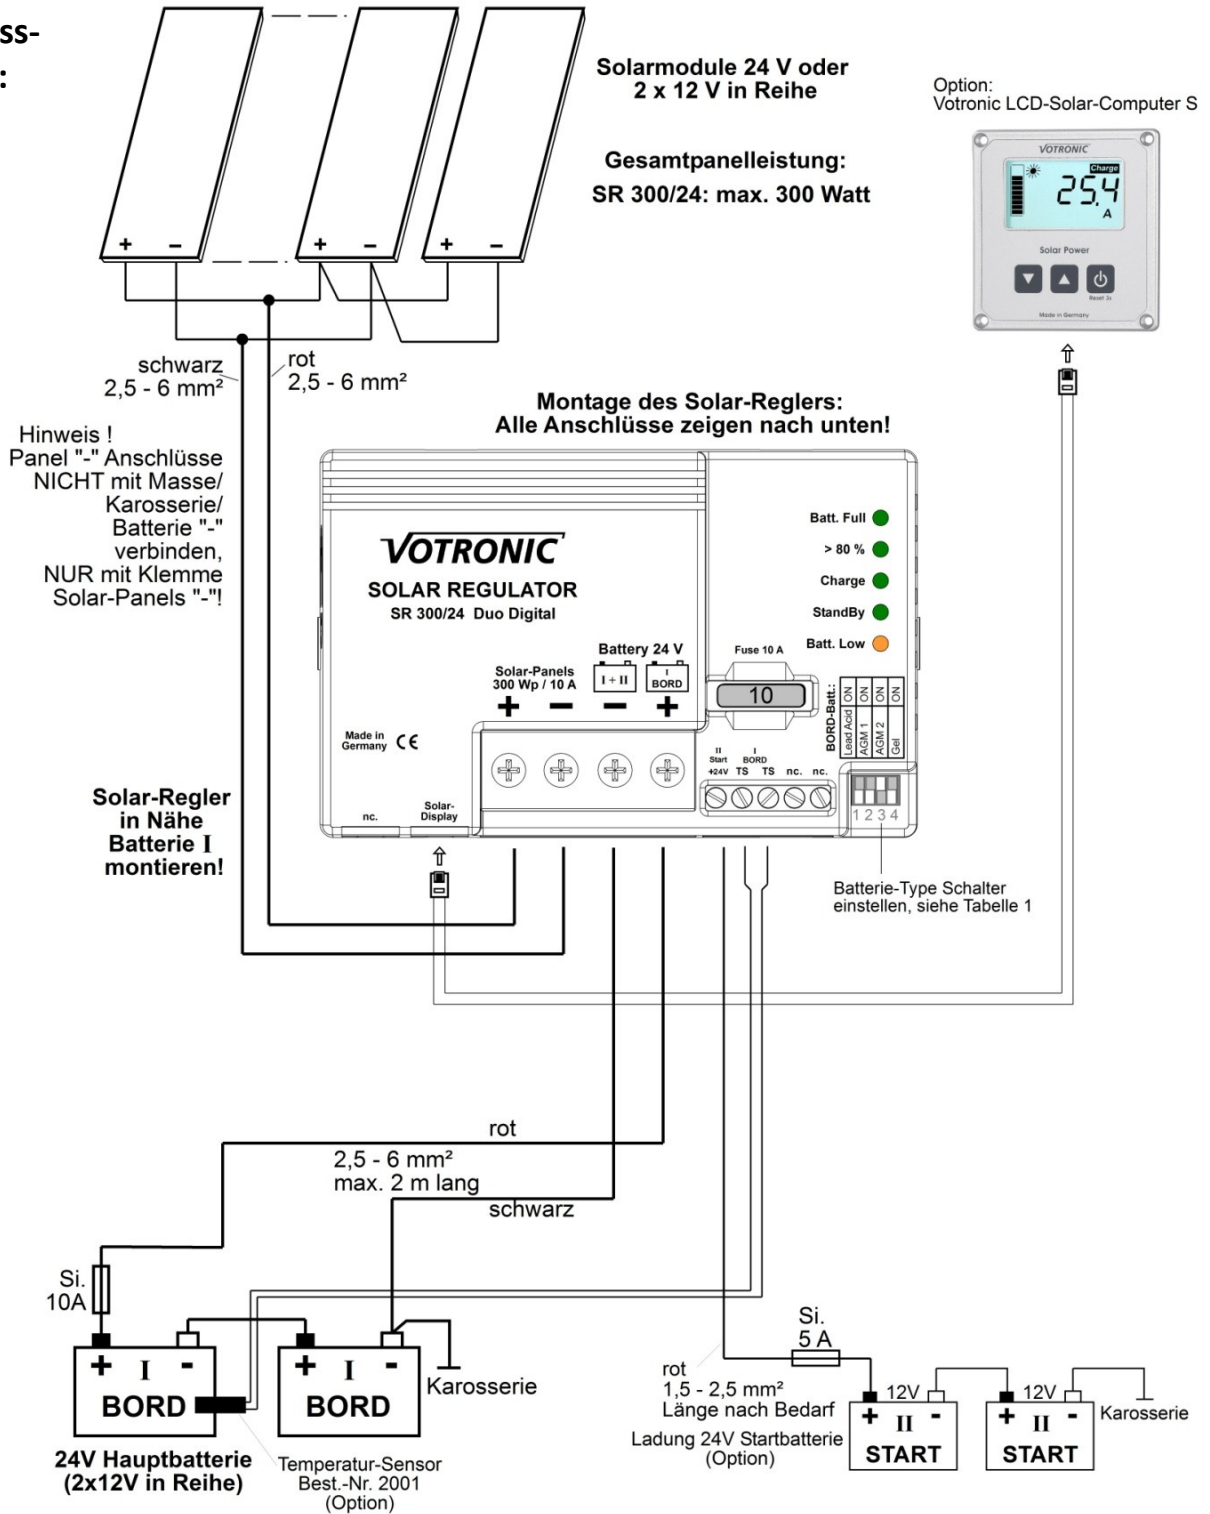 ss-
:
Solarmodule 24 V oder
2 x 12 V in Reihe
Gesamtpanelleistung:
SR 300/24: max. 300 Watt
Option:
Votronic LCD-Solar-Computer S
VOTRONIC
Charge
25.4
A
Solar Power
Reset 3s
Made in Germany
+ −
+ −
+ −
schwarz
2,5 - 6 mm²
rot
2,5 - 6 mm²
Hinweis !
Panel "-" Anschlüsse
NICHT mit Masse/
Karosserie/
Batterie "-"
verbinden,
NUR mit Klemme
Solar-Panels "-"!
Montage des Solar-Reglers:
Alle Anschlüsse zeigen nach unten!
VOTRONIC
SOLAR REGULATOR
SR 300/24 Duo Digital
Batt. Full
> 80 %
Charge
StandBy
Batt. Low
Solar-Panels
300 Wp / 10 A
Battery 24 V
I + II
I
BORD
+ − − +
Fuse 10 A
10
BORD-Batt.:
Lead Acid ON
AGM 1 ON
AGM 2 ON
Gel ON
Made in
Germany CE
II
Start
+24V
I
BORD
TS TS nc. nc.
1 2 3 4
nc.
Solar-
Display
Solar-Regler
in Nähe
Batterie I
montieren!
Batterie-Type Schalter
einstellen, siehe Tabelle 1
rot
2,5 - 6 mm²
max. 2 m lang
schwarz
Si.
10A
+ I -
BORD
+ I -
BORD
Karosserie
24V Hauptbatterie
(2x12V in Reihe)
Temperatur-Sensor
Best.-Nr. 2001
(Option)
Si.
5 A
rot
1,5 - 2,5 mm²
Länge nach Bedarf
Ladung 24V Startbatterie
(Option)
12V
+ II -
START
12V
+ II -
START
Karosserie